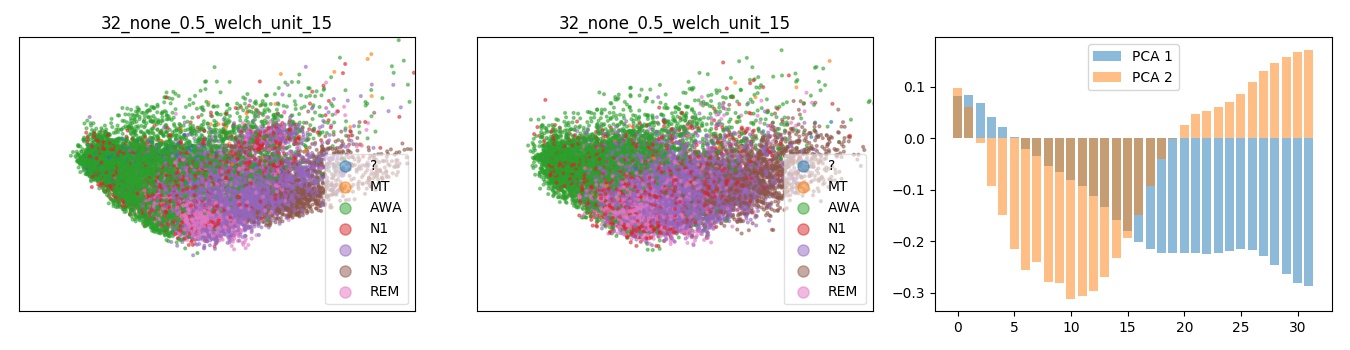 32_none_0.5_welch_unit_15
?
MT
AWA
N1
N2
N3
REM
32_none_0.5_welch_unit_15
?
MT
AWA
N1
N2
N3
REM
PCA 1
PCA 2
0.1
0.0
−0.1
−0.2
−0.3
0 5 10 15 20 25 30